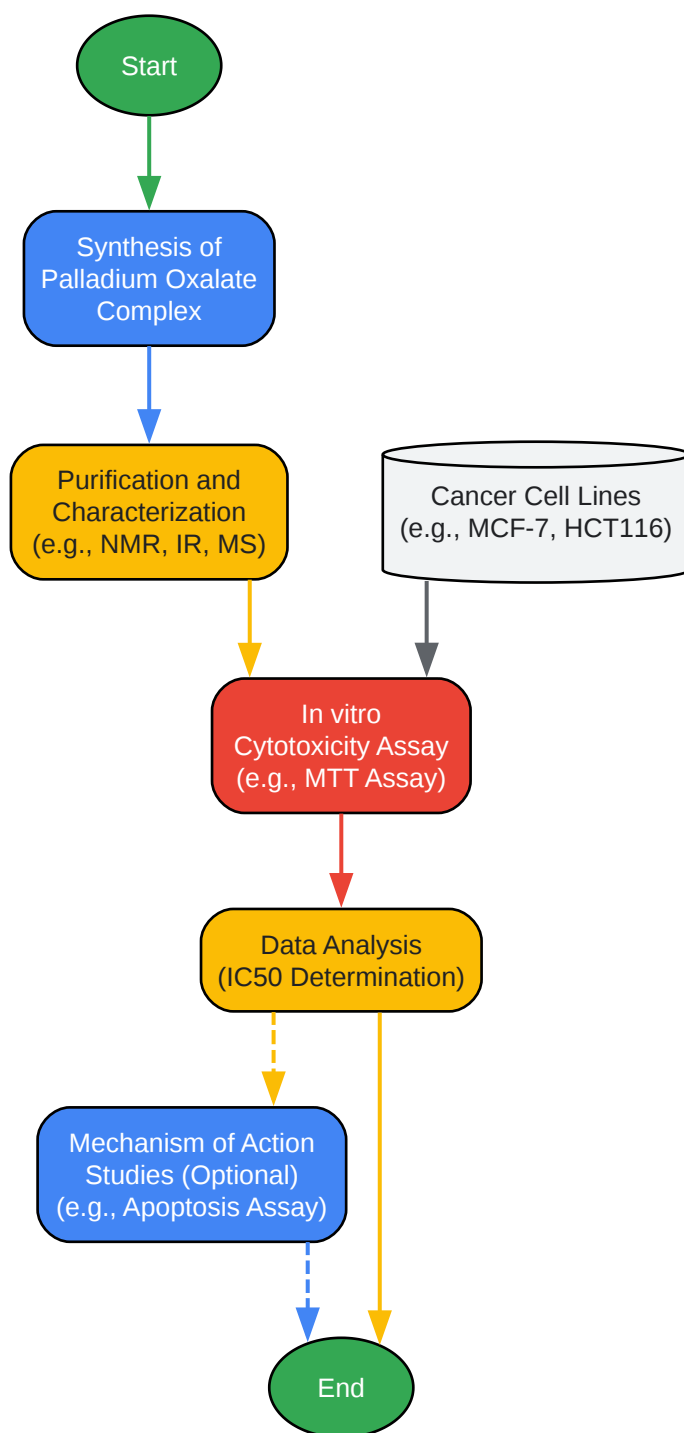 Start
Synthesis of
Palladium Oxalate
Complex
Purification and
Characterization
(e.g., NMR, IR, MS)
Cancer Cell Lines
(e.g., MCF-7, HCT116)
In vitro
Cytotoxicity Assay
(e.g., MTT Assay)
Data Analysis
(IC50 Determination)
Mechanism of Action
Studies (Optional)
(e.g., Apoptosis Assay)
End